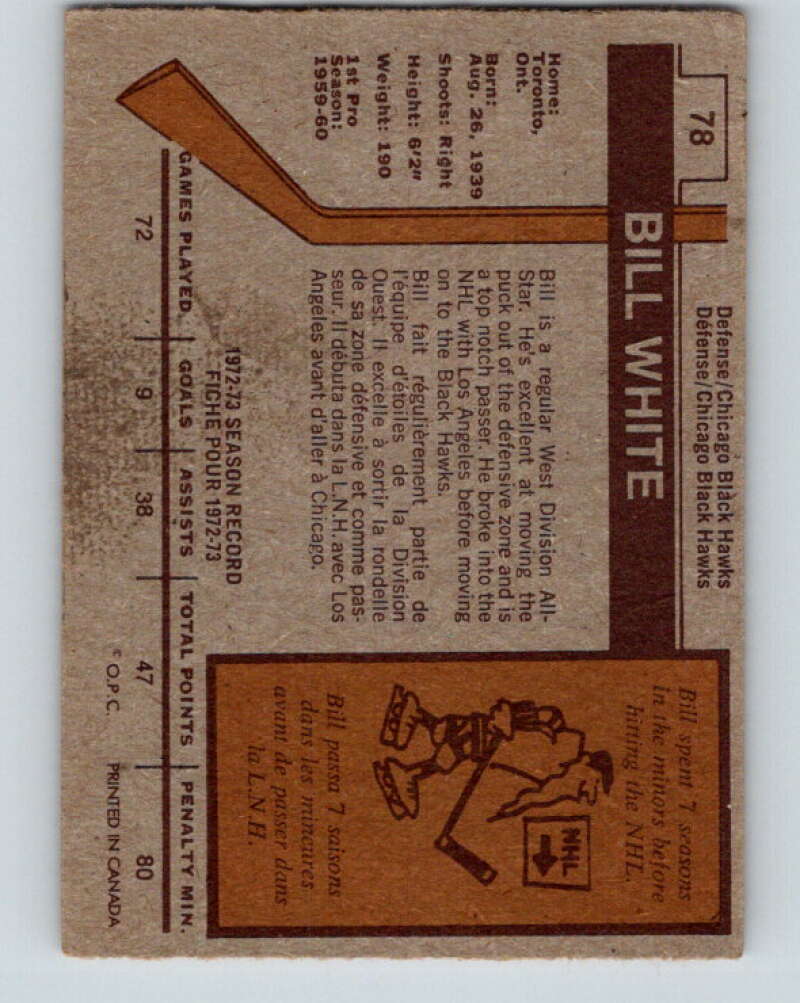 78
Defense/Chicago Black Hawks
Défense/Chicago Black Hawks
BILL WHITE
Home:
Toronto,
Ont.
Born:
Aug. 26, 1939
Shoots: Right
Height: 6'2"
Weight: 190
1st Pro
Season:
1959-60
Bill is a regular West Division All-
Star. He's excellent at moving the
puck out of the defensive zone and is
a top notch passer. He broke into the
NHL with Los Angeles before moving
on to the Black Hawks.
Bill fait régulièrement partie de
l'équipe d'étoiles de la Division
Ouest. Il excelle à sortir la rondelle
de sa zone défensive et comme pas-
seur. Il débuta dans la L.N.H. avec Los
Angeles avant d'aller à Chicago.
Bill spent 7 seasons
in the minors before
hitting the NHL.
NHL
Bill passa 7 saisons
dans les mineures
avant de passer dans
la L.N.H.
1972-73 SEASON RECORD
FICHE POUR 1972-73
GAMES PLAYED GOALS ASSISTS TOTAL POINTS PENALTY MIN.
72 9 38 47 80
© O.P.C. PRINTED IN CANADA